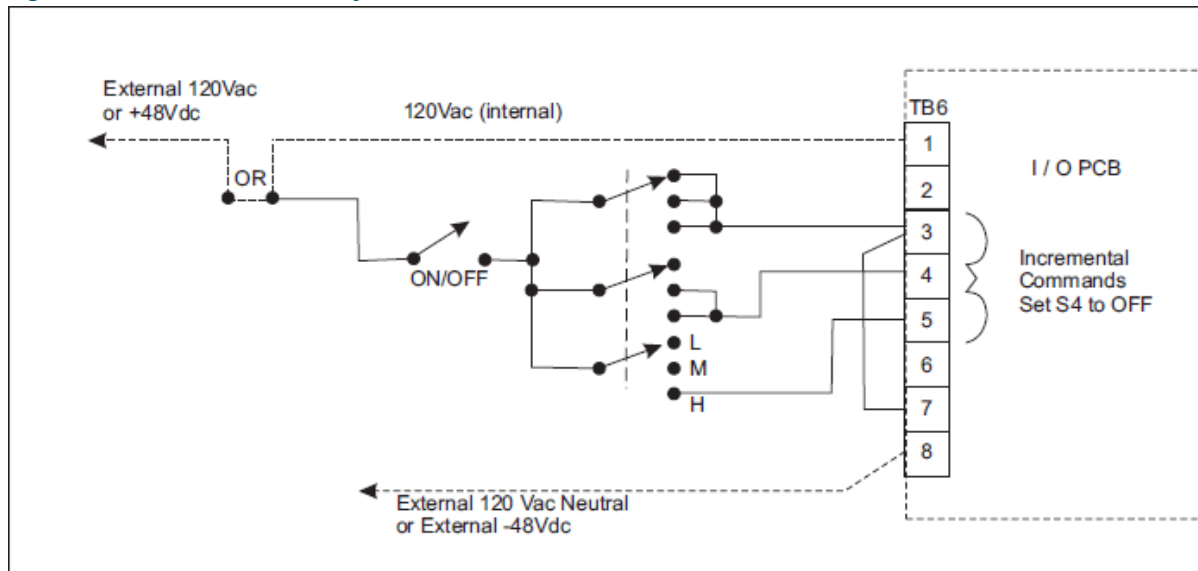 External 120Vac
or +48Vdc
120Vac (internal)
TB6
OR
ON/OFF
L
M
H
1
2
3
4
5
6
7
8
I / O PCB
Incremental
Commands
Set S4 to OFF
External 120 Vac Neutral
or External -48Vdc